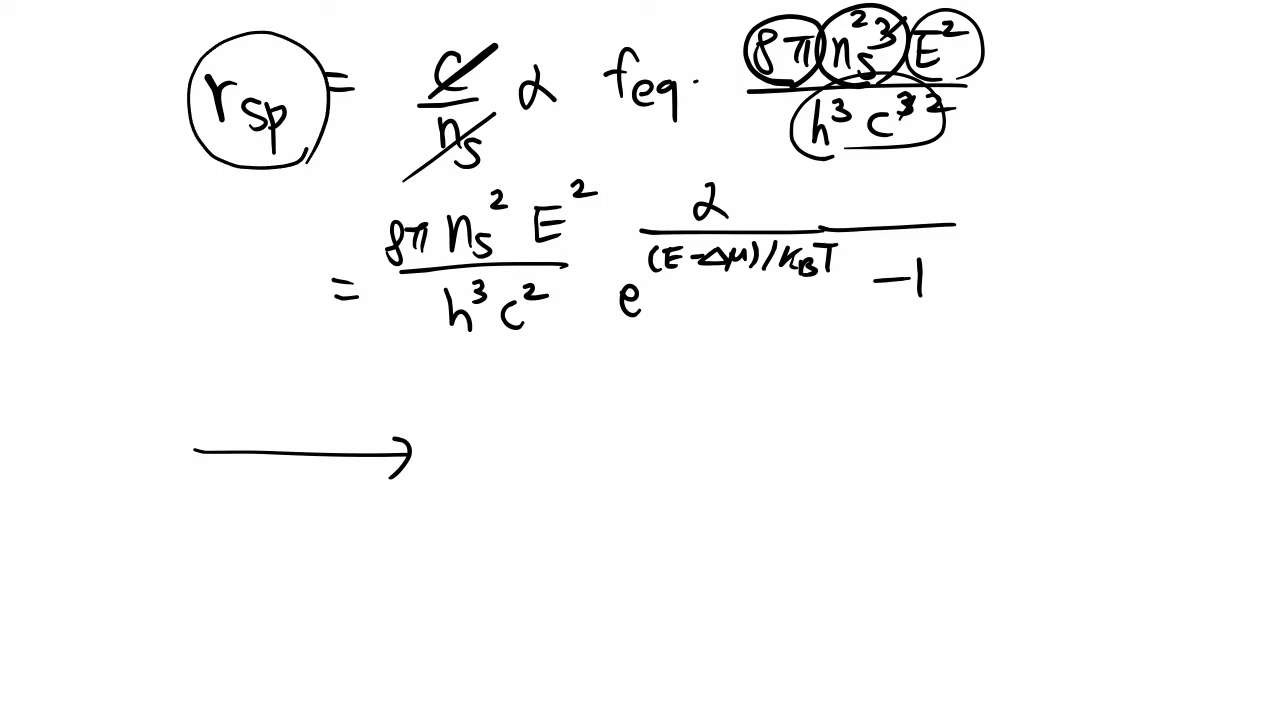 r_sp = c/n_s α f_eq. 8π n_s^2 3 E^2 / h^3 c^3 2
= 8π n_s^2 E^2 / h^3 c^2 α / e^(E-Δμ)/K_BT -1